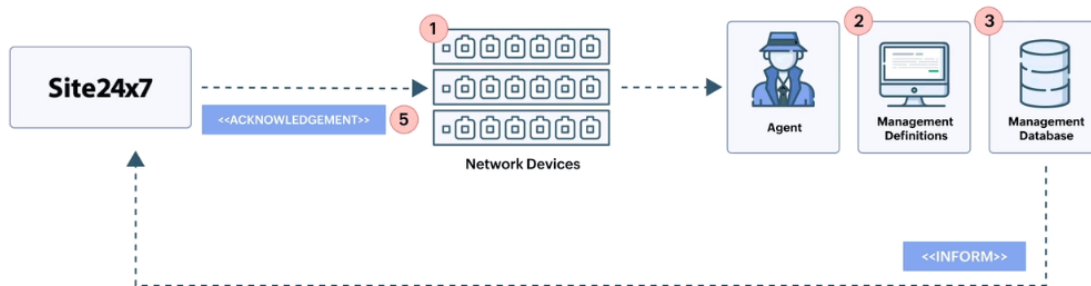 1
2
3
Site24x7
<<ACKNOWLEDGEMENT>>
5
Agent
Management
Definitions
Management
Database
Network Devices
<<INFORM>>